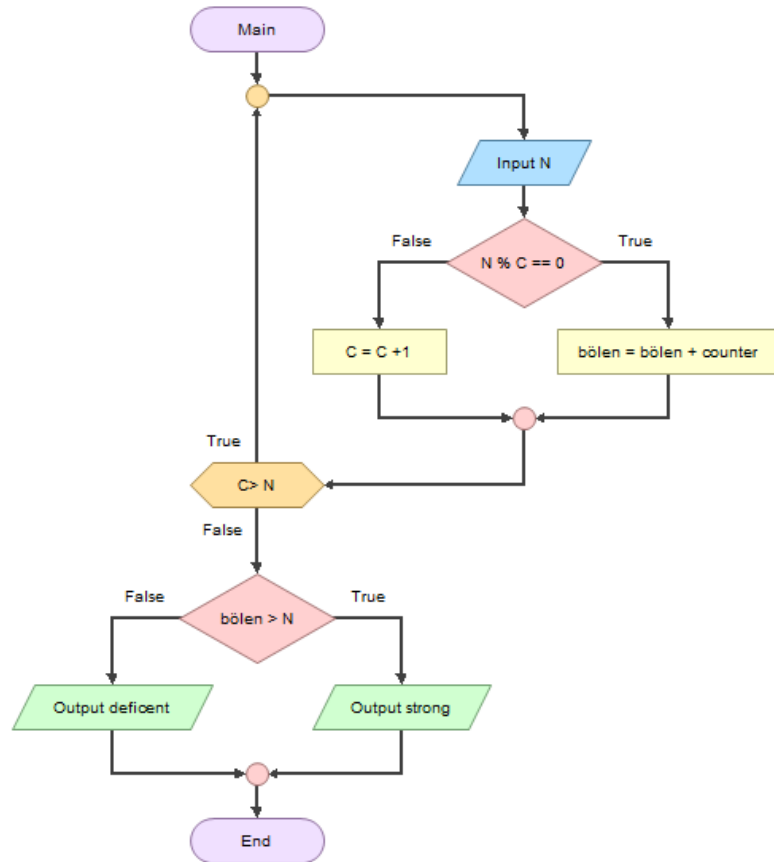 Main
Input N
False
True
N % C == 0
C = C +1
bölen = bölen + counter
True
C> N
False
False
True
bölen > N
Output deficent
Output strong
End